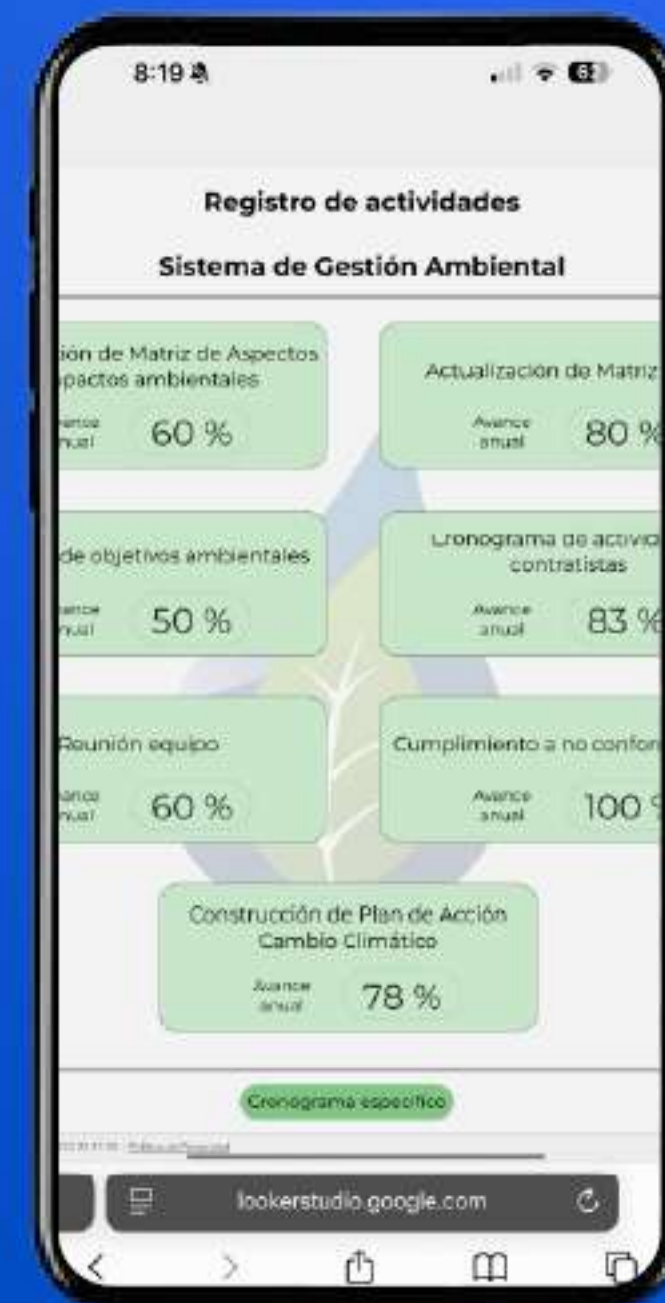 8:19
Registro de actividades
Sistema de Gestión Ambiental
ión de Matriz de Aspectos
pactos ambientales
60 %
Actualización de Matriz
Avance
anual
80 %
de objetivos ambientales
50 %
Cronograma de activid
contratistas
Avance
anual
83 %
Reunión equipo
60 %
Cumplimiento a no confor
Avance
anual
100
Construcción de Plan de Acción
Cambio Climático
Avance
anual
78 %
Cronograma específico
lookerstudio.google.com